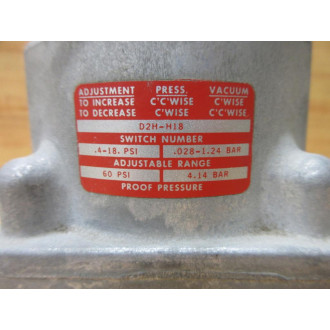 ADJUSTMENT PRESS. VACUUM
TO INCREASE C'C'WISE C'WISE
TO DECREASE C'WISE C'C'WISE
D2H-H18
SWITCH NUMBER
.4-18. PSI .028-1.24 BAR
ADJUSTABLE RANGE
60 PSI 4.14 BAR
PROOF PRESSURE